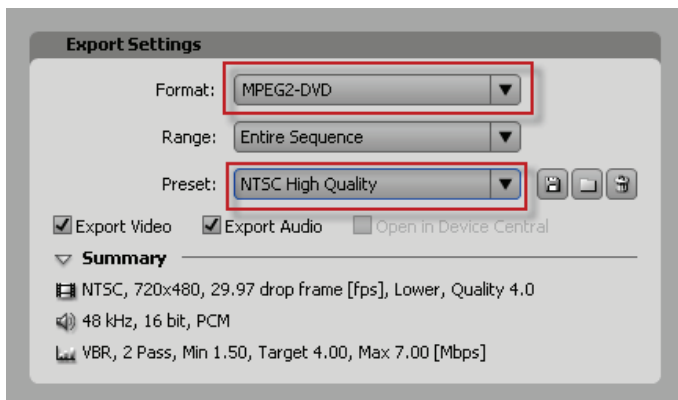 Export Settings
Format: MPEG2-DVD
Range: Entire Sequence
Preset: NTSC High Quality
Export Video Export Audio Open in Device Central
Summary
NTSC, 720x480, 29.97 drop frame [fps], Lower, Quality 4.0
48 kHz, 16 bit, PCM
VBR, 2 Pass, Min 1.50, Target 4.00, Max 7.00 [Mbps]